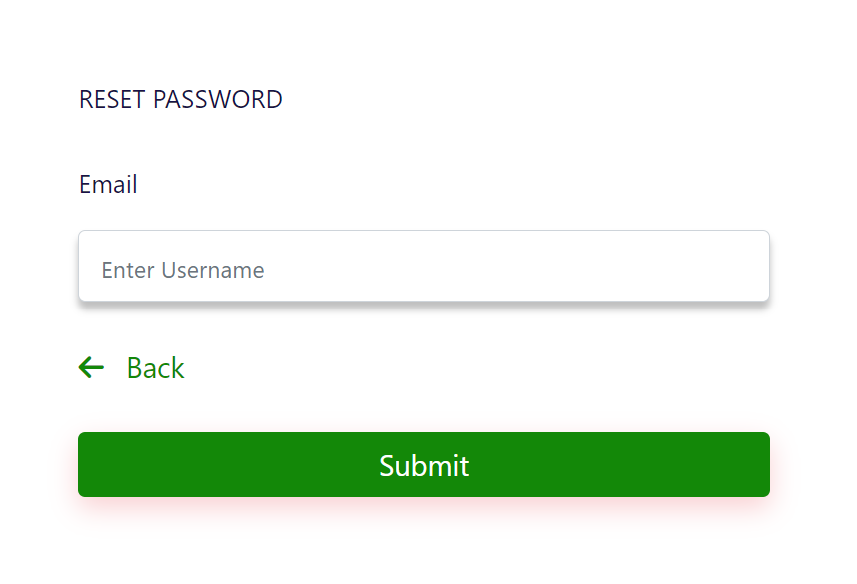 RESET PASSWORD
Email
Enter Username
Back
Submit